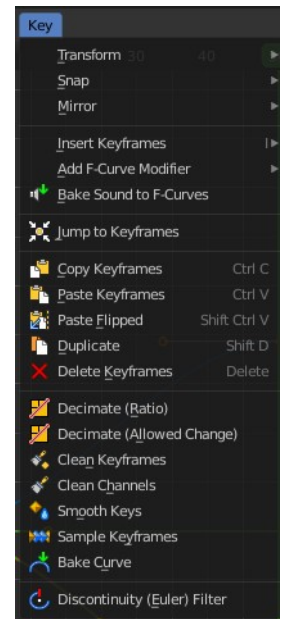 Key
Transform 30 40
Snap
Mirror
Insert Keyframes I
Add F-Curve Modifier
Bake Sound to F-Curves
Jump to Keyframes
Copy Keyframes Ctrl C
Paste Keyframes Ctrl V
Paste Flipped Shift Ctrl V
Duplicate Shift D
Delete Keyframes Delete
Decimate (Ratio)
Decimate (Allowed Change)
Clean Keyframes
Clean Channels
Smooth Keys
Sample Keyframes
Bake Curve
Discontinuity (Euler) Filter